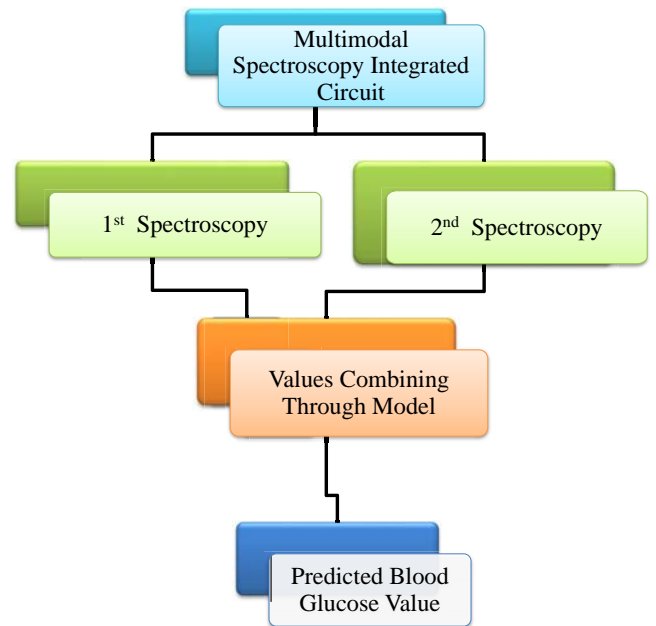 Multimodal
Spectroscopy Integrated
Circuit
1st Spectroscopy
2nd Spectroscopy
Values Combining
Through Model
Predicted Blood
Glucose Value